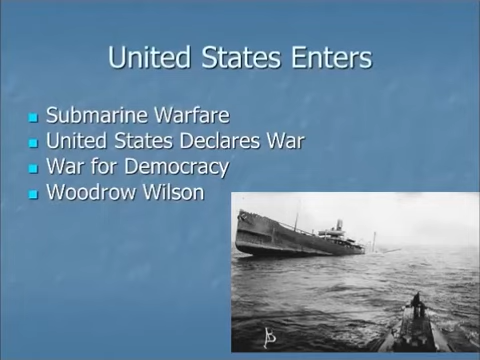 United States Enters
Submarine Warfare
United States Declares War
War for Democracy
Woodrow Wilson